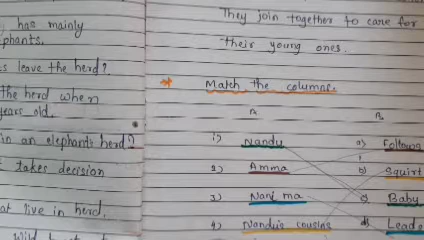 has mainly
phants.
s leave the herd?
the herd when
years old.
in an elephants herd?
takes decision
at live in herd.
They join together to care for
their young ones.
* Match the columns.
A B
1) Nandu a) Follows
2) Amma b) Squirt
3) Nani ma c) Baby
4) Nandu's cousins d) Leade